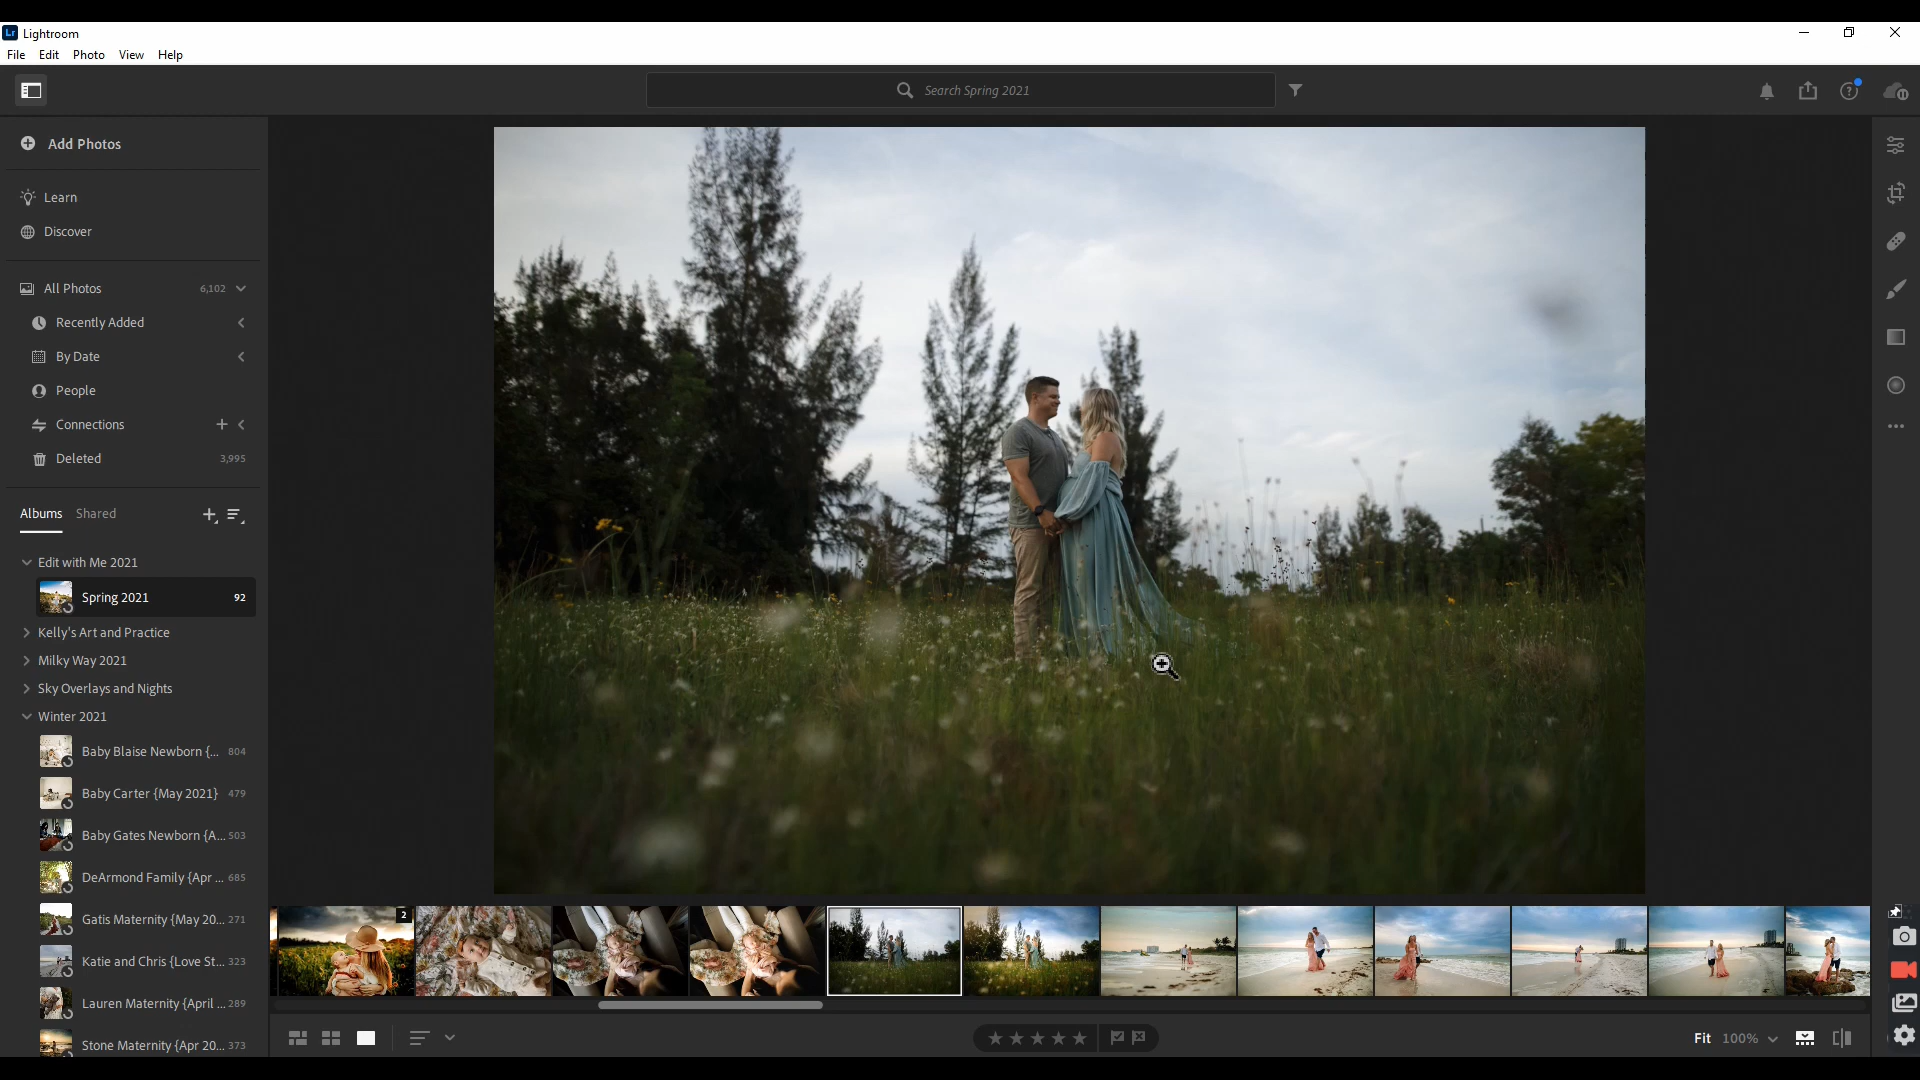 Lr Lightroom
File Edit Photo View Help
Search Spring 2021
Add Photos
Learn
Discover
All Photos 6,102
Recently Added
By Date
People
Connections
Deleted 3,995
Albums Shared
Edit with Me 2021
Spring 2021 92
Kelly's Art and Practice
Milky Way 2021
Sky Overlays and Nights
Winter 2021
Baby Blaise Newborn {... 804
Baby Carter {May 2021} 479
Baby Gates Newborn {A... 503
DeArmond Family {Apr ... 685
Gatis Maternity {May 20... 271
Katie and Chris {Love St... 323
Lauren Maternity {April ... 289
Stone Maternity {Apr 20... 373
2
Fit 100%